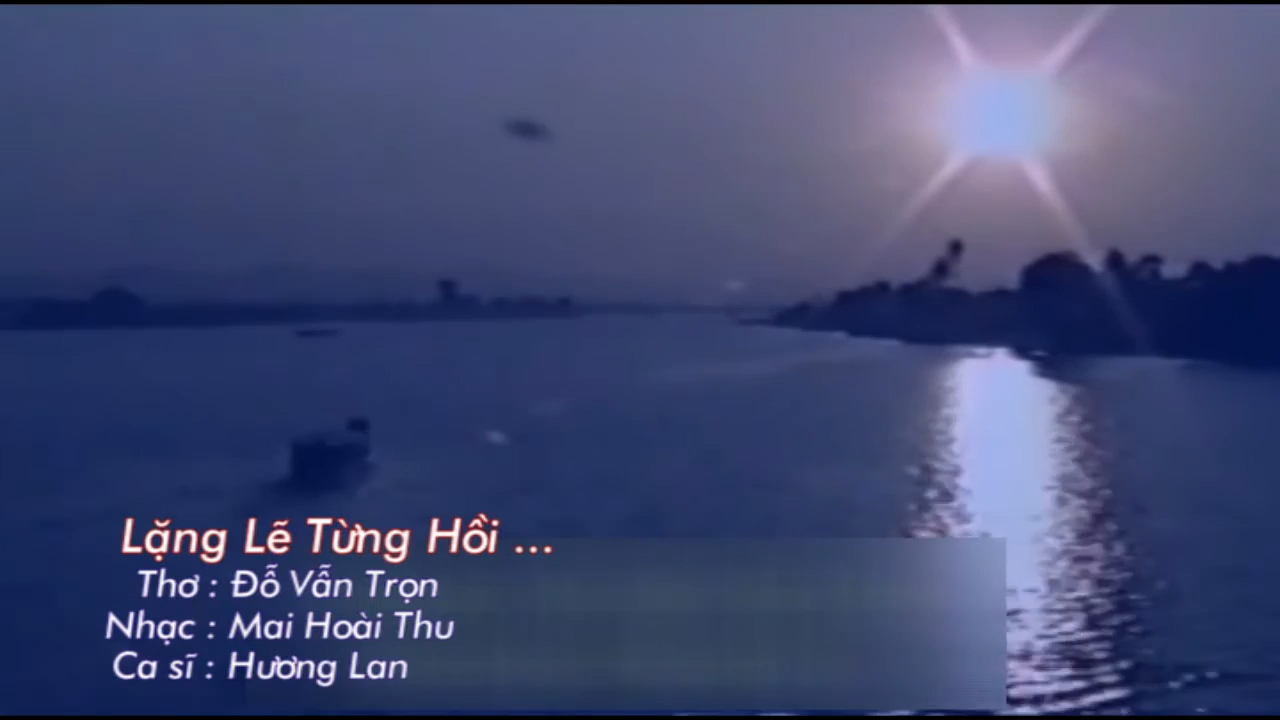 Lặng Lẽ Từng Hồi ...
Thơ : Đỗ Vẫn Trọn
Nhạc : Mai Hoài Thu
Ca sĩ : Hương Lan